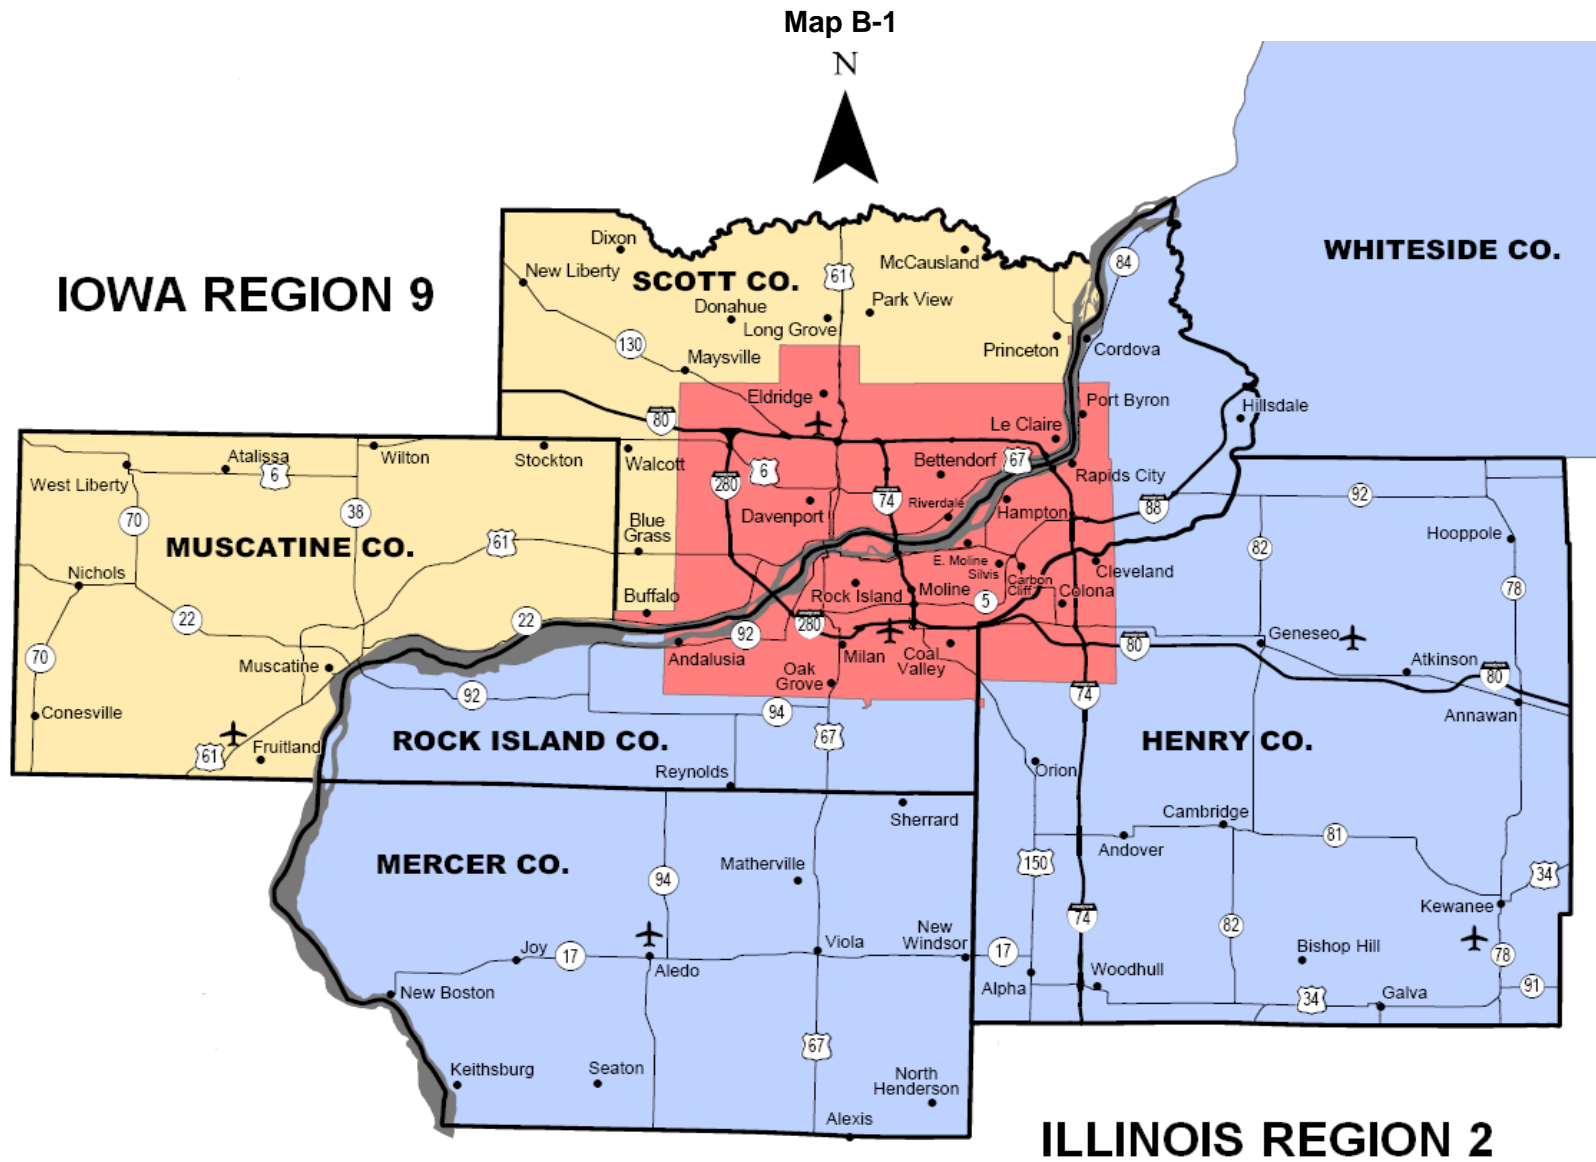 Map B-1
N
WHITESIDE CO.
IOWA REGION 9
Dixon
New Liberty
SCOTT CO.
McCausland
61
84
Donahue
Park View
Long Grove
130
Maysville
Princeton
Cordova
Eldridge
Port Byron
Hillsdale
80
Le Claire
Atalissa
6
Wilton
Stockton
Walcott
West Liberty
280
6
Bettendorf
67
Rapids City
74
Riverdale
Hampton
88
92
70
38
Blue
Grass
Davenport
MUSCATINE CO.
61
Hooppole
82
E. Moline
Silvis
Carbon
Cliff
Cleveland
Nichols
Buffalo
Rock Island
Moline
5
Colona
78
22
22
92
280
80
Geneseo
70
Muscatine
Andalusia
Milan
Coal
Valley
Oak
Grove
Atkinson
80
92
74
Conesville
94
Annawan
61
Fruitland
ROCK ISLAND CO.
67
HENRY CO.
Reynolds
Orion
Sherrard
Cambridge
Andover
81
MERCER CO.
Matherville
94
150
34
Kewanee
74
82
Joy
17
Aledo
Viola
New
Windsor
17
Bishop Hill
78
New Boston
Alpha
Woodhull
34
Galva
91
67
Keithsburg
Seaton
North
Henderson
Alexis
ILLINOIS REGION 2